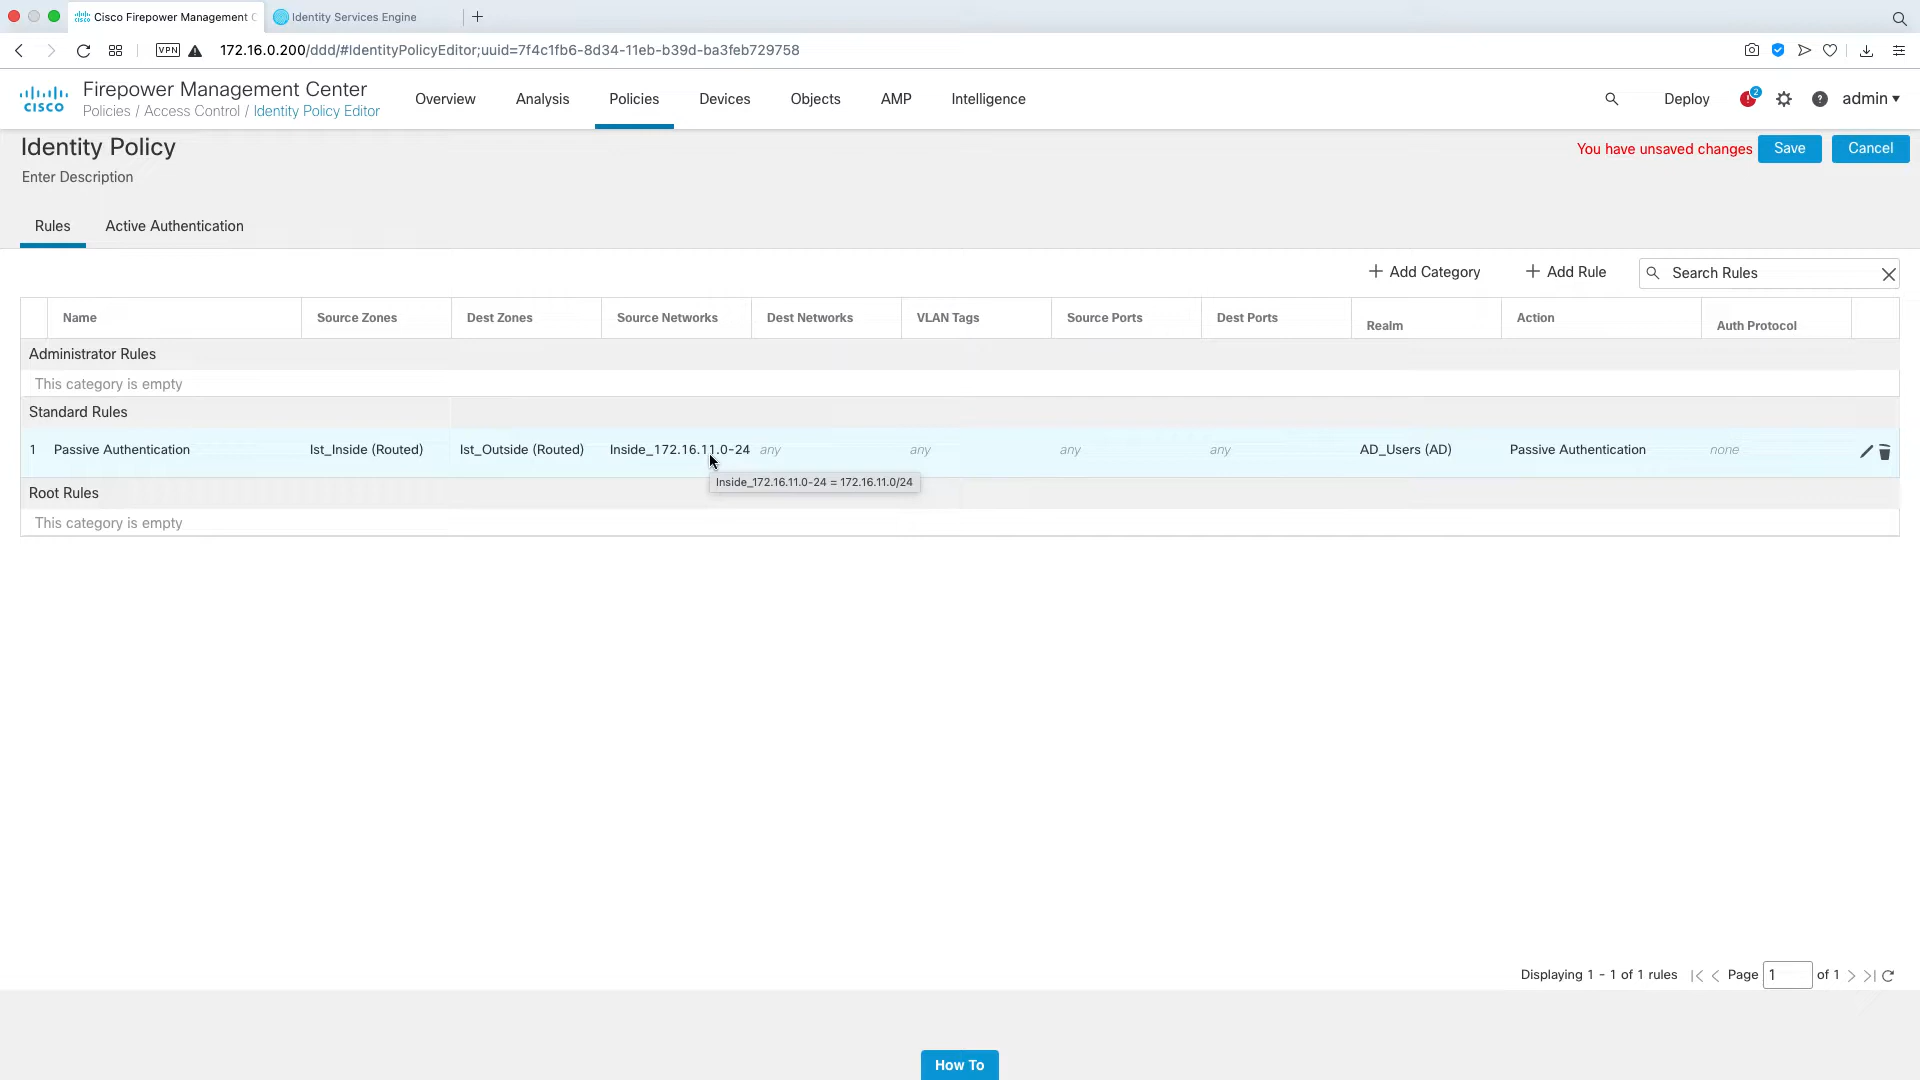 Cisco Firepower Management C
Identity Services Engine
VPN
172.16.0.200/ddd/#IdentityPolicyEditor;uuid=7f4c1fb6-8d34-11eb-b39d-ba3feb729758
cisco
Firepower Management Center
Policies / Access Control / Identity Policy Editor
Overview
Analysis
Policies
Devices
Objects
AMP
Intelligence
Deploy
2
admin
Identity Policy
Enter Description
You have unsaved changes
Save
Cancel
Rules
Active Authentication
+ Add Category
+ Add Rule
Search Rules
Name Source Zones Dest Zones Source Networks Dest Networks VLAN Tags Source Ports Dest Ports Realm Action Auth Protocol
Administrator Rules
This category is empty
Standard Rules
1 Passive Authentication Ist_Inside (Routed) Ist_Outside (Routed) Inside_172.16.11.0-24 any any any any AD_Users (AD) Passive Authentication none
Inside_172.16.11.0-24 = 172.16.11.0/24
Root Rules
This category is empty
Displaying 1 - 1 of 1 rules |< < Page 1 of 1 > >|
How To